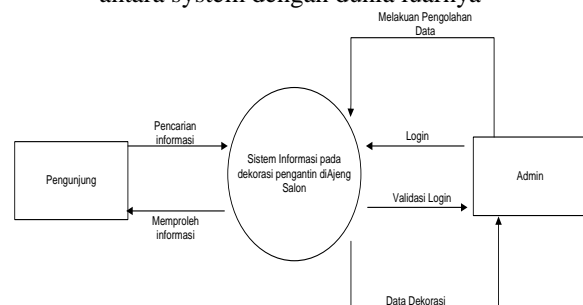 antara system dengan dunia luarnya
Melakuan Pengolahan
Data
Pencarian
informasi
Login
Pengunjung
Sistem Informasi pada
dekorasi pengantin diAjeng
Salon
Admin
Validasi Login
Memproleh
informasi
Data Dekorasi